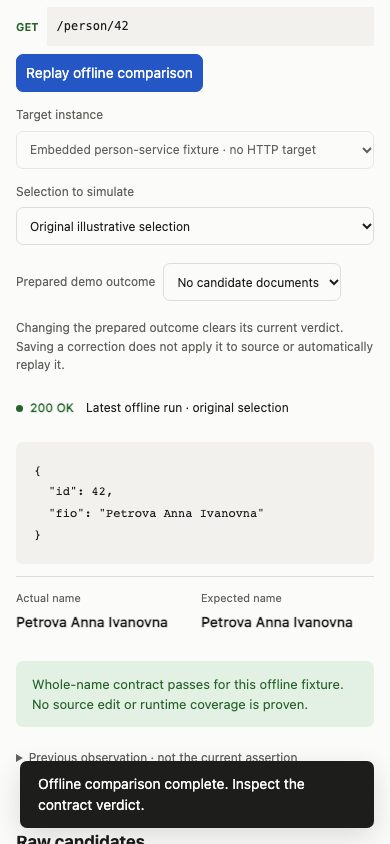 GET /person/42
Replay offline comparison
Target instance
Embedded person-service fixture · no HTTP target
Selection to simulate
Original illustrative selection
Prepared demo outcome No candidate documents
Changing the prepared outcome clears its current verdict.
Saving a correction does not apply it to source or automatically
replay it.
200 OK Latest offline run · original selection
{
"id": 42,
"fio": "Petrova Anna Ivanovna"
}
Actual name Expected name
Petrova Anna Ivanovna Petrova Anna Ivanovna
Whole-name contract passes for this offline fixture.
No source edit or runtime coverage is proven.
Previous observation · not the current assertion
Offline comparison complete. Inspect the
contract verdict.
Raw candidates